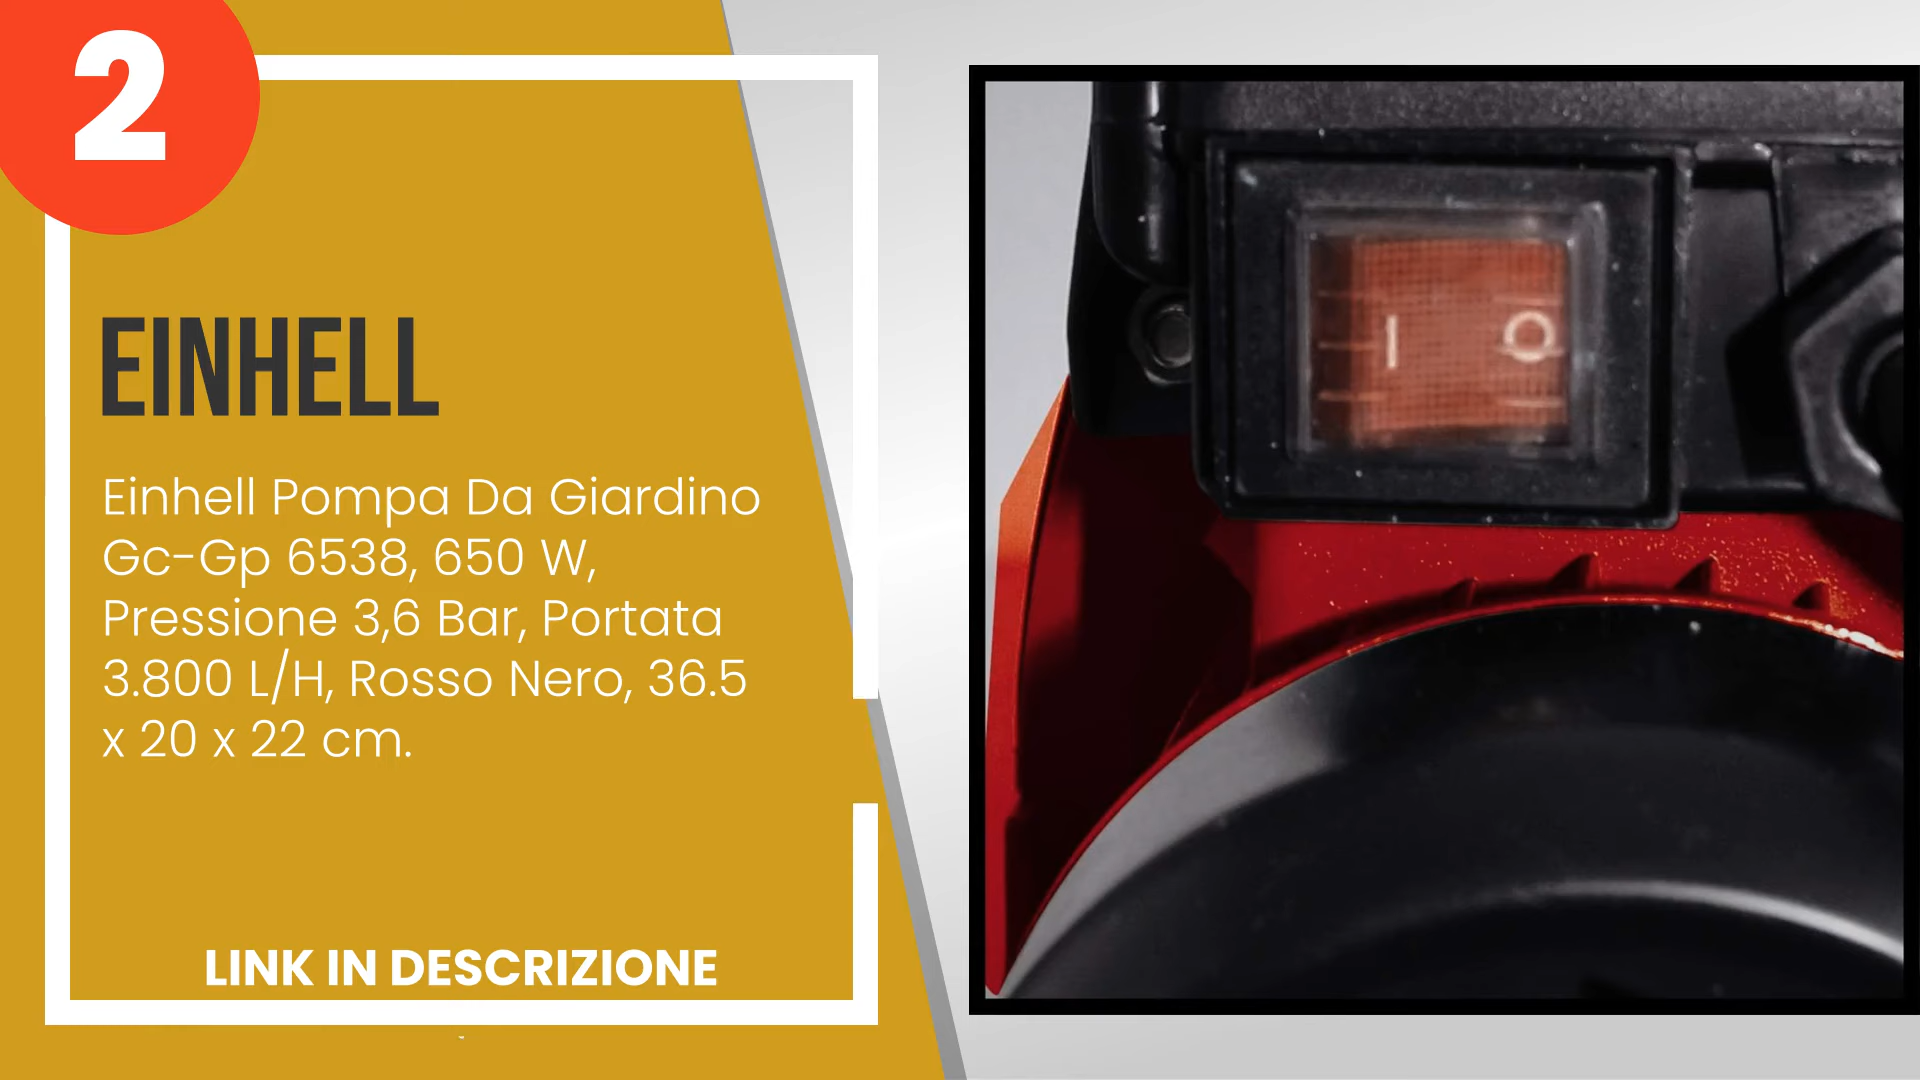 2
EINHELL
Einhell Pompa Da Giardino
Gc-Gp 6538, 650 W,
Pressione 3,6 Bar, Portata
3.800 L/H, Rosso Nero, 36.5
x 20 x 22 cm.
LINK IN DESCRIZIONE
I O